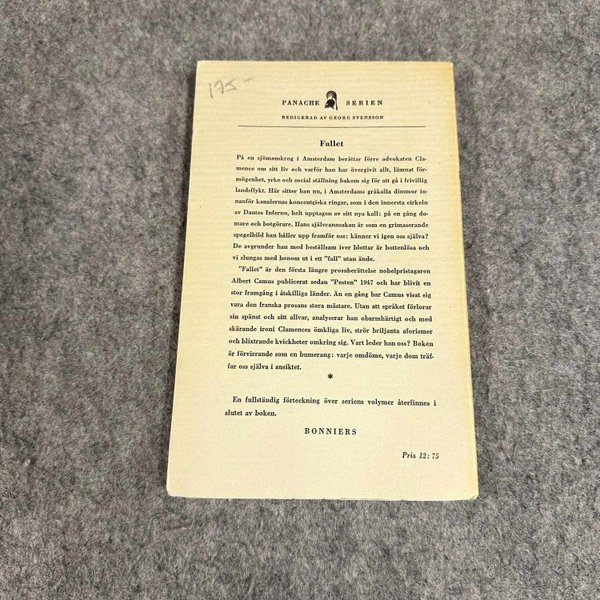 175-
PANACHE SERIEN
REDIGERAD AV GEORG SVENSSON
Fallet
På en sjömanskrog i Amsterdam berättar förre advokaten Cla-
mence om sitt liv och varför han har övergivit allt, lämnat för-
mögenhet, yrke och social ställning bakom sig för att gå i frivillig
landsflykt. Här sitter han nu, i Amsterdams gråkalla dimmor in-
nanför kanalernas koncentriska ringar, som i den innersta cirkeln
av Dantes Inferno, helt upptagen av sitt nya kall: på en gång do-
mare och botgörare. Hans självrannsakan är som en grimaserande
spegelbild han håller upp framför oss: känner vi igen oss själva?
De avgrunder han med beställsam iver blottar är bottenlösa och
vi slungas med honom ut i ett "fall" utan ände.
"Fallet" är den första längre prosaberättelse nobelpristagaren
Albert Camus publicerat sedan "Pesten" 1947 och har blivit en
stor framgång i åtskilliga länder. Än en gång har Camus visat sig
vara den franska prosans stora mästare. Utan att språket förlorar
sin spänst och sitt allvar, analyserar han obarmhärtigt och med
skärande ironi Clamences ömkliga liv, strör briljanta aforismer
och blixtrande kvickheter omkring sig. Vart leder han oss? Boken
är förvirrande som en bumerang: varje omdöme, varje dom träf-
far oss själva i ansiktet.
*
En fullständig förteckning över seriens volymer återfinnes i
slutet av boken.
BONNIERS
Pris 12:75